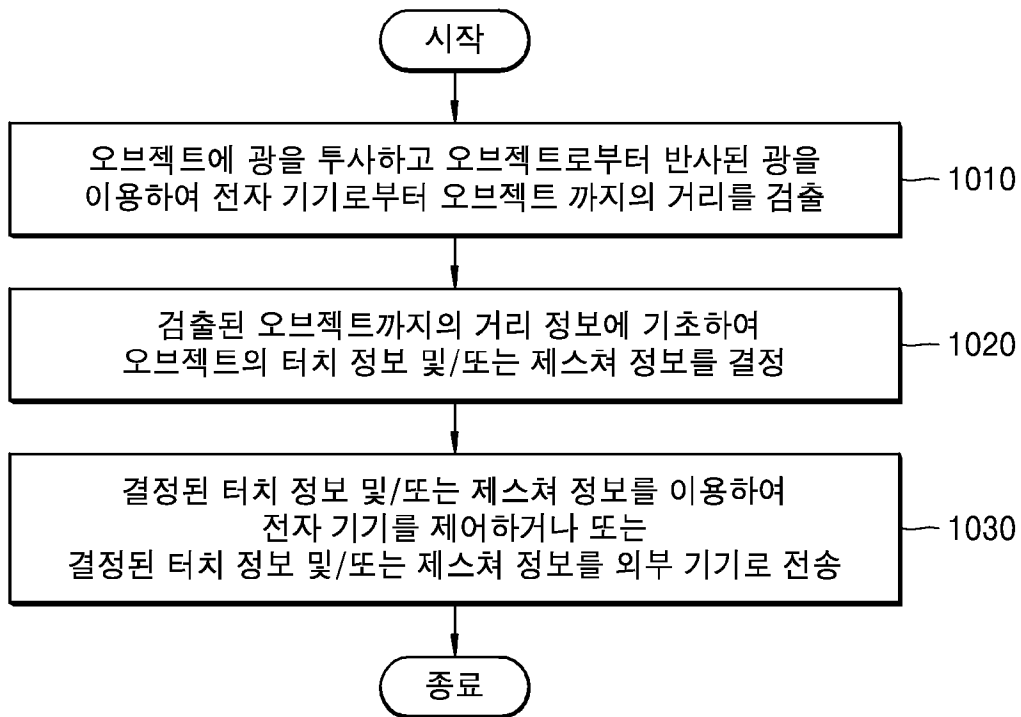 시작
오브젝트에 광을 투사하고 오브젝트로부터 반사된 광을
이용하여 전자 기기로부터 오브젝트 까지의 거리를 검출
1010
검출된 오브젝트까지의 거리 정보에 기초하여
오브젝트의 터치 정보 및/또는 제스쳐 정보를 결정
1020
결정된 터치 정보 및/또는 제스쳐 정보를 이용하여
전자 기기를 제어하거나 또는
결정된 터치 정보 및/또는 제스쳐 정보를 외부 기기로 전송
1030
종료